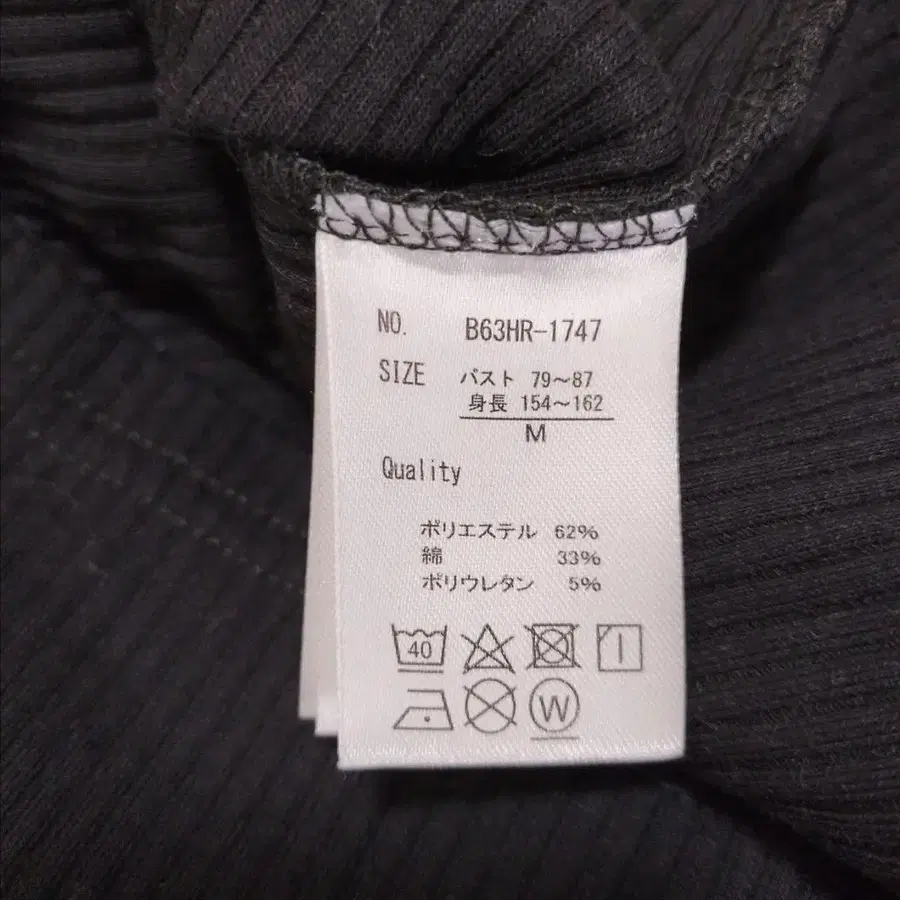 NO. B63HR-1747
SIZE バスト 79～87
身長 154～162
M
Quality
ポリエステル 62%
綿 33%
ポリウレタン 5%
40
W